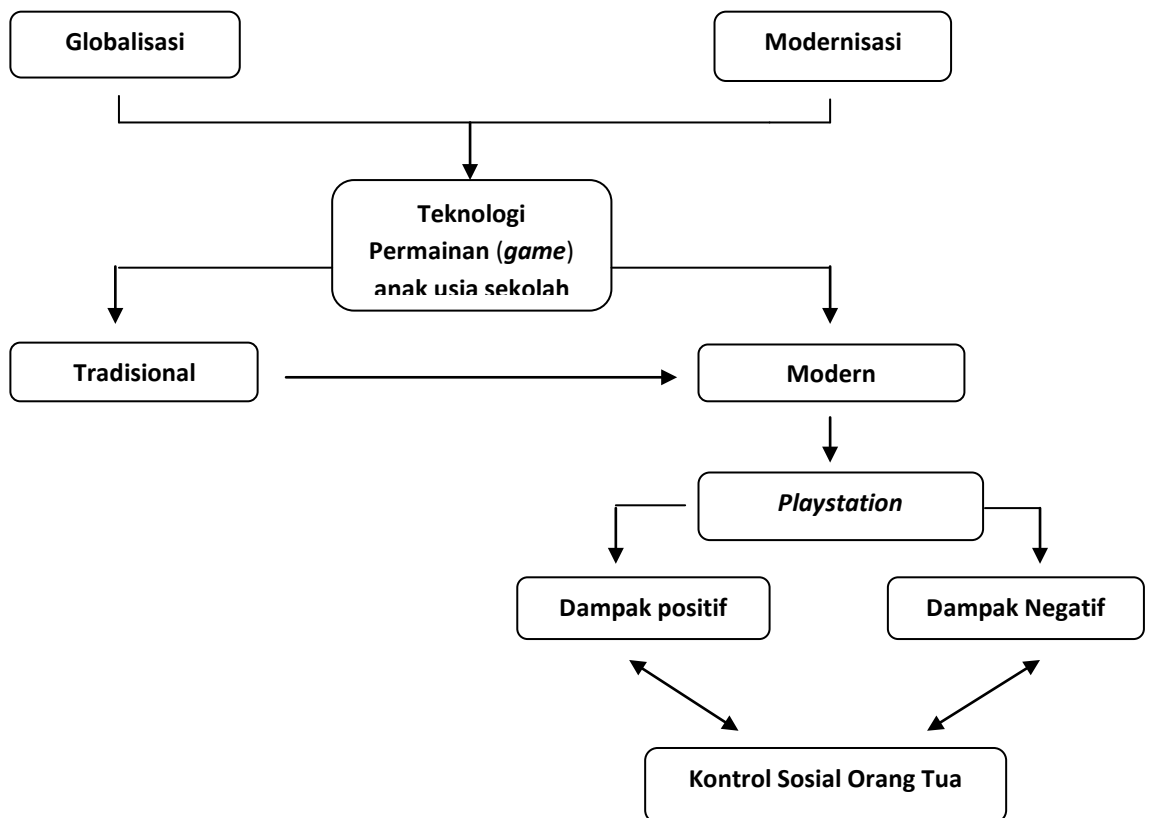 Globalisasi
Modernisasi
Teknologi
Permainan (game)
anak usia sekolah
Tradisional
Modern
Playstation
Dampak positif
Dampak Negatif
Kontrol Sosial Orang Tua